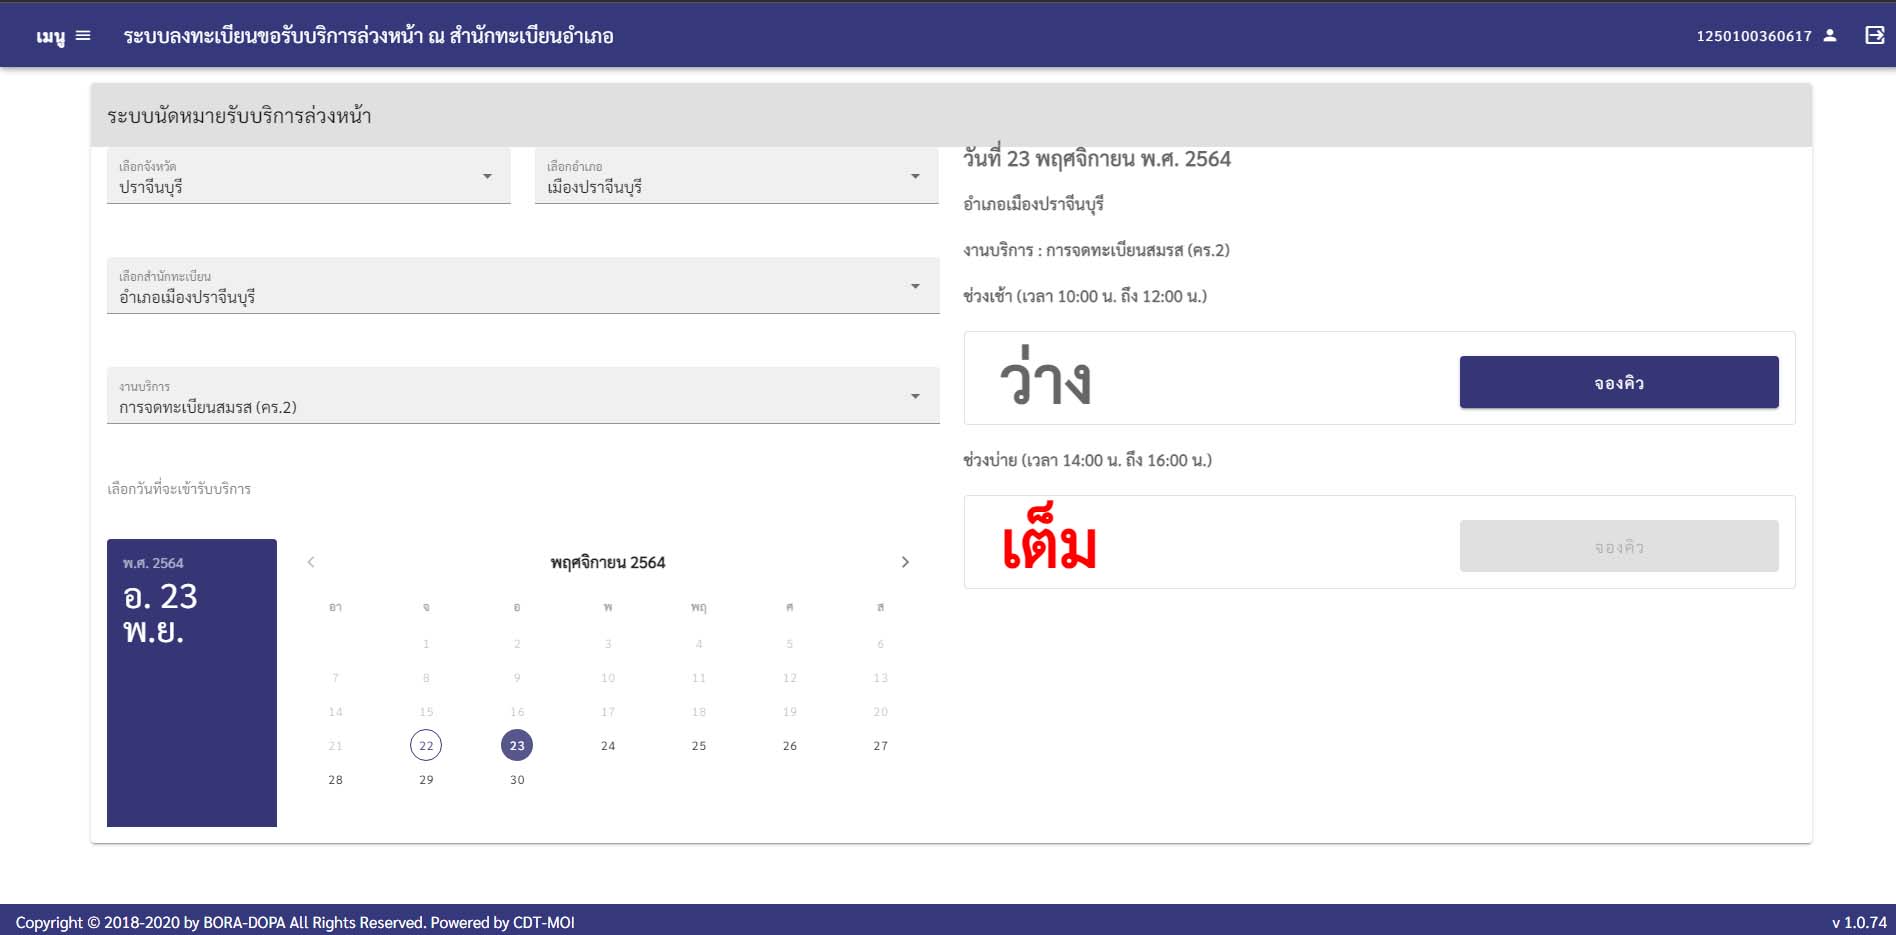 เมนู
ระบบลงทะเบียนขอรับบริการล่วงหน้า ณ สำนักทะเบียนอำเภอ
1250100360617
ระบบนัดหมายรับบริการล่วงหน้า
เลือกจังหวัด
ปราจีนบุรี
เลือกอำเภอ
เมืองปราจีนบุรี
เลือกสำนักทะเบียน
อำเภอเมืองปราจีนบุรี
งานบริการ
การจดทะเบียนสมรส (คร.2)
เลือกวันที่จะเข้ารับบริการ
พ.ศ. 2564
อ. 23
พ.ย.
พฤศจิกายน 2564
อา จ อ พ พฤ ศ ส
1 2 3 4 5 6
7 8 9 10 11 12 13
14 15 16 17 18 19 20
21 22 23 24 25 26 27
28 29 30
วันที่ 23 พฤศจิกายน พ.ศ. 2564
อำเภอเมืองปราจีนบุรี
งานบริการ : การจดทะเบียนสมรส (คร.2)
ช่วงเช้า (เวลา 10:00 น. ถึง 12:00 น.)
ว่าง
จองคิว
ช่วงบ่าย (เวลา 14:00 น. ถึง 16:00 น.)
เต็ม
จองคิว
Copyright © 2018-2020 by BORA-DOPA All Rights Reserved. Powered by CDT-MOI
v 1.0.74